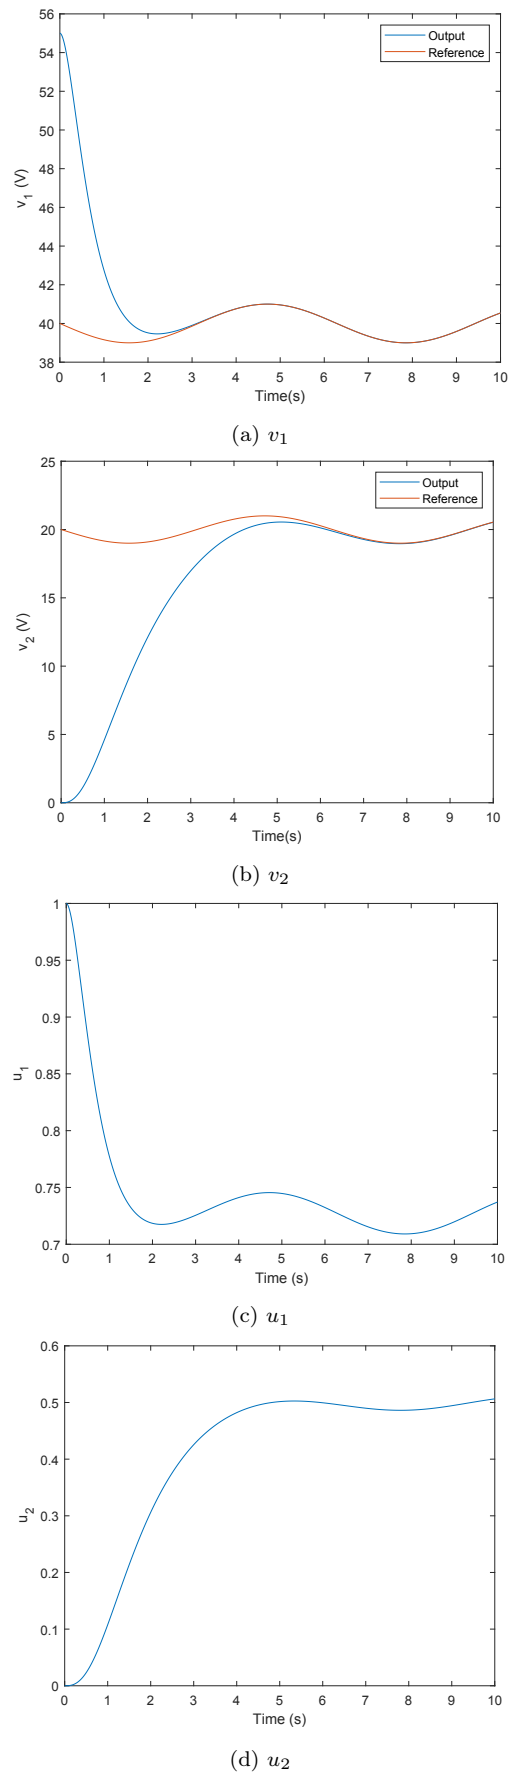 56
54
52
50
48
46
44
42
40
38
v1 (V)
Output
Reference
0 1 2 3 4 5 6 7 8 9 10
Time(s)
(a) v1
25
20
15
10
5
0
v2 (V)
Output
Reference
0 1 2 3 4 5 6 7 8 9 10
Time(s)
(b) v2
1
0.95
0.9
0.85
0.8
0.75
0.7
u1
0 1 2 3 4 5 6 7 8 9 10
Time (s)
(c) u1
0.6
0.5
0.4
0.3
0.2
0.1
0
u2
0 1 2 3 4 5 6 7 8 9 10
Time (s)
(d) u2